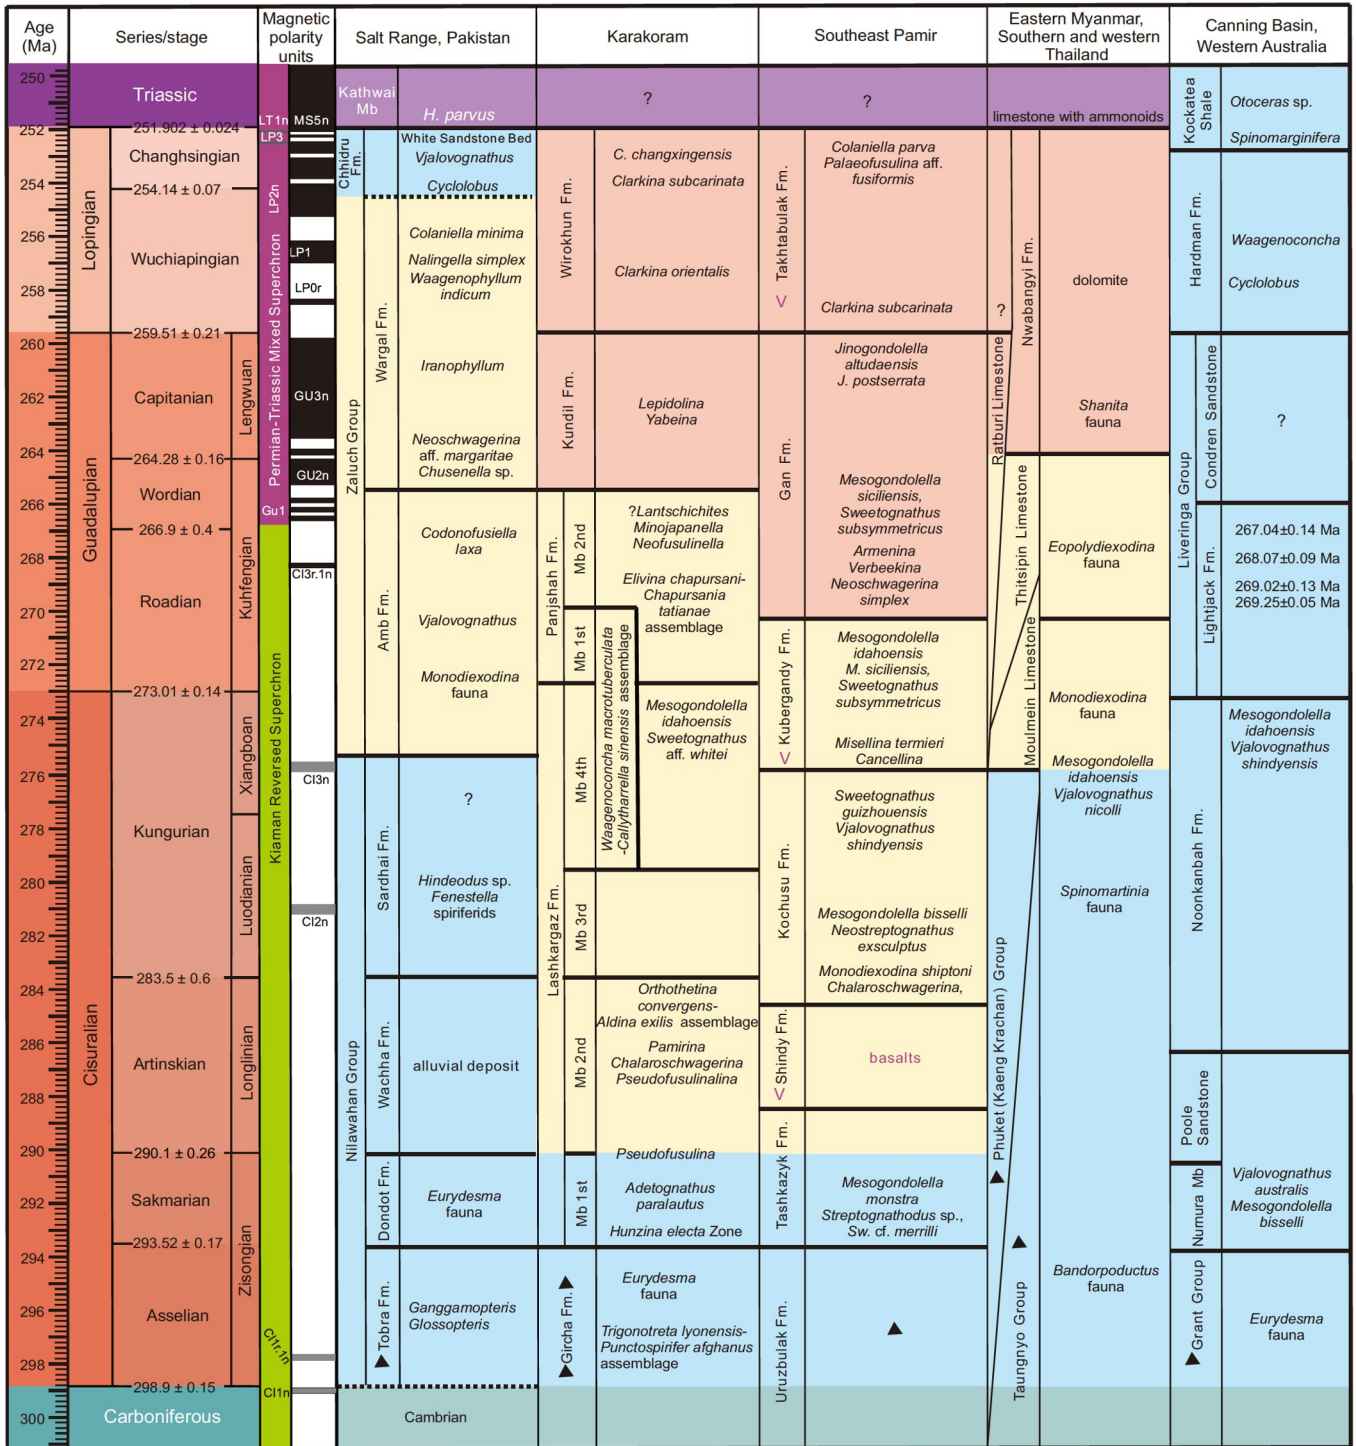 Age
(Ma)
Series/stage
Magnetic
polarity
units
Salt Range, Pakistan
Karakoram
Southeast Pamir
Eastern Myanmar,
Southern and western
Thailand
Canning Basin,
Western Australia
250
252
254
256
258
260
262
264
266
268
270
272
274
276
278
280
282
284
286
288
290
292
294
296
298
300
Triassic
251.902 ± 0.024
Lopingian
Changhsingian
254.14 ± 0.07
Wuchiapingian
259.51 ± 0.21
Guadalupian
Capitanian
Lengwuan
264.28 ± 0.16
Wordian
266.9 ± 0.4
Roadian
Kuhfengian
273.01 ± 0.14
Cisuralian
Kungurian
Xiangboan
Luodianian
283.5 ± 0.6
Artinskian
Longlinian
290.1 ± 0.26
Sakmarian
293.52 ± 0.17
Asselian
Zisongian
298.9 ± 0.15
Carboniferous
LT1n
MS5n
LP3
LP2n
LP1
LP0r
Permian-Triassic Mixed Superchron
GU3n
GU2n
Gu1
CI3r.1n
Kiaman Reversed Superchron
CI3n
CI2n
CI1r.1n
CI1n
Kathwai
Mb
H. parvus
Chhidru
Fm.
White Sandstone Bed
Vjalovognathus
Cyclolobus
Zaluch Group
Wargal Fm.
Colaniella minima
Nalingella simplex
Waagenophyllum
indicum
Iranophyllum
Neoschwagerina
aff. margaritae
Chusenella sp.
Amb Fm.
Codonofusiella
laxa
Vjalovognathus
Monodiexodina
fauna
Nilawahan Group
Sardhai Fm.
?
Hindeodus sp.
Fenestella
spiriferids
Wachha Fm.
alluvial deposit
Dondot Fm.
Eurydesma
fauna
Tobra Fm.
Ganggamopteris
Glossopteris
Cambrian
?
Wirokhun Fm.
C. changxingensis
Clarkina subcarinata
Clarkina orientalis
Kundil Fm.
Lepidolina
Yabeina
Panjshah Fm.
Mb 2nd
?Lantschichites
Minojapanella
Neofusulinella
Elivina chapursani-
Chapursania
tatianae
assemblage
Mb 1st
Waagenoconcha macrotuberculata
-Callytharrella sinensis assemblage
Lashkargaz Fm.
Mb 4th
Mesogondolella
idahoensis
Sweetognathus
aff. whitei
Mb 3rd
Mb 2nd
Orthothetina
convergens-
Aldina exilis assemblage
Pamirina
Chalaroschwagerina
Pseudofusulinalina
Pseudofusulina
Mb 1st
Adetognathus
paralautus
Hunzina electa Zone
Gircha Fm.
Eurydesma
fauna
Trigonotreta lyonensis-
Punctospirifer afghanus
assemblage
?
Takhtabulak Fm.
V
Colaniella parva
Palaeofusulina aff.
fusiformis
Clarkina subcarinata
Gan Fm.
Jinogondolella
altudaensis
J. postserrata
Mesogondolella
siciliensis,
Sweetognathus
subsymmetricus
Armenina
Verbeekina
Neoschwagerina
simplex
Kubergandy Fm.
V
Mesogondolella
idahoensis
M. siciliensis,
Sweetognathus
subsymmetricus
Misellina termieri
Cancellina
Kochusu Fm.
Sweetognathus
guizhouensis
Vjalovognathus
shindyensis
Mesogondolella bisselli
Neostreptognathus
exsculptus
Monodiexodina shiptoni
Chalaroschwagerina,
Shindy Fm.
V
basalts
Tashkazyk Fm.
Mesogondolella
monstra
Streptognathodus sp.,
Sw. cf. merrilli
Uruzbulak Fm.
limestone with ammonoids
?
Nwabangyi Fm.
dolomite
Ratburi Limestone
Shanita
fauna
Thitsipin Limestone
Eopolydiexodina
fauna
Moulmein Limestone
Monodiexodina
fauna
Mesogondolella
idahoensis
Vjalovognathus
nicolli
Spinomartinia
fauna
Phuket (Kaeng Krachan) Group
Taungnyo Group
Bandorpoductus
fauna
Kockatea
Shale
Otoceras sp.
Spinomarginifera
Hardman Fm.
Waagenoconcha
Cyclolobus
Liveringa Group
Condren Sandstone
?
Lightjack Fm.
267.04±0.14 Ma
268.07±0.09 Ma
269.02±0.13 Ma
269.25±0.05 Ma
Noonkanbah Fm.
Mesogondolella
idahoensis
Vjalovognathus
shindyensis
Poole
Sandstone
Numura Mb
Vjalovognathus
australis
Mesogondolella
bisselli
Grant Group
Eurydesma
fauna